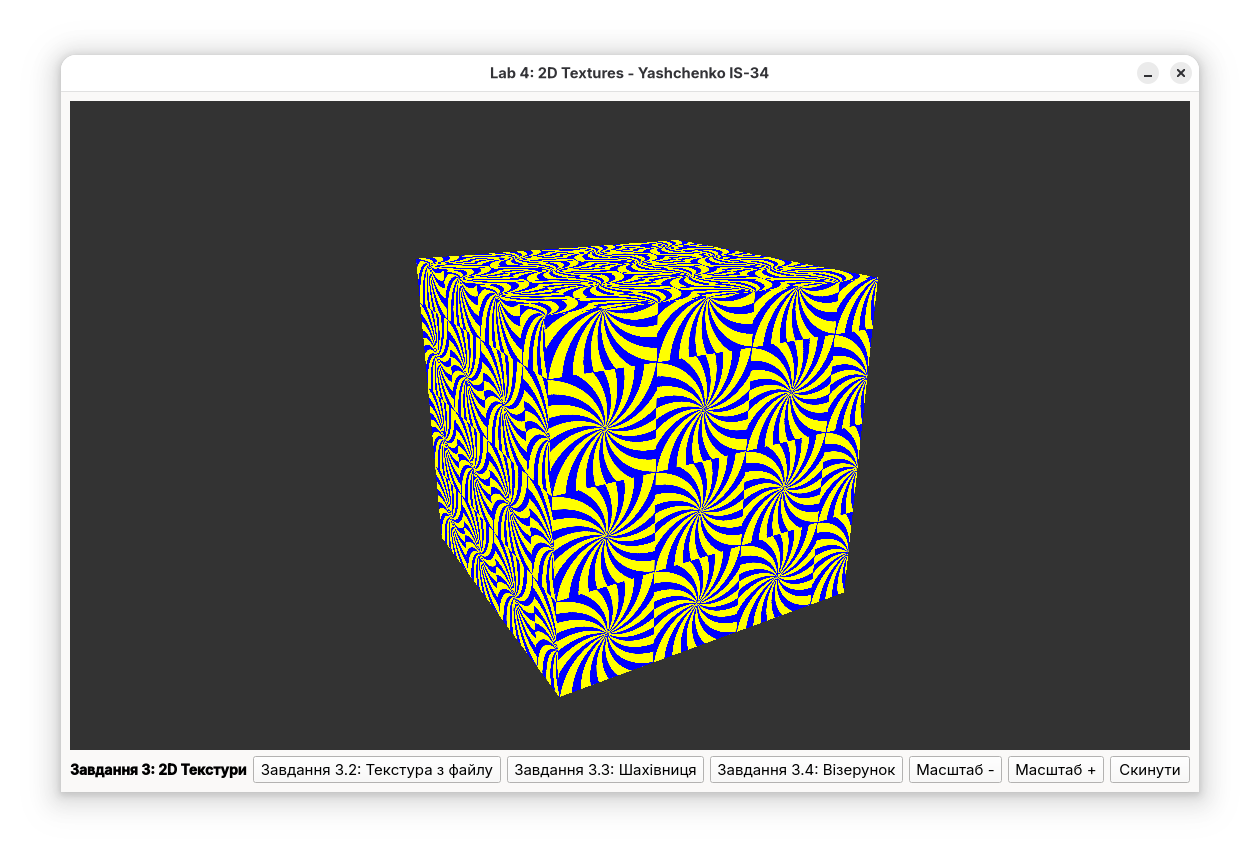 Lab 4: 2D Textures - Yashchenko IS-34
Завдання 3: 2D Текстури Завдання 3.2: Текстура з файлу Завдання 3.3: Шахівниця Завдання 3.4: Візерунок Масштаб - Масштаб + Скинути